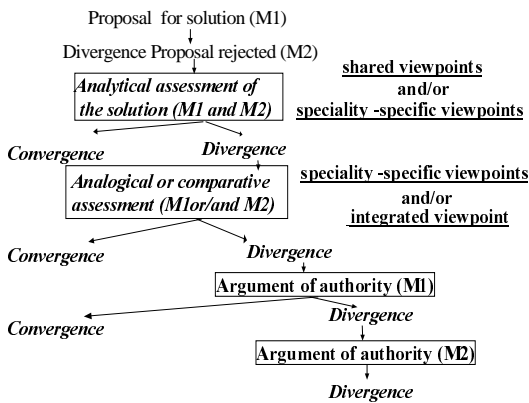 Proposal for solution (M1)
Divergence Proposal rejected (M2)
Analytical assessment of
the solution (M1 and M2)
shared viewpoints
and/or
speciality -specific viewpoints
Convergence
Divergence
Analogical or comparative
assessment (M1or/and M2)
speciality -specific viewpoints
and/or
integrated viewpoint
Convergence
Divergence
Argument of authority (M1)
Convergence
Divergence
Argument of authority (M2)
Divergence